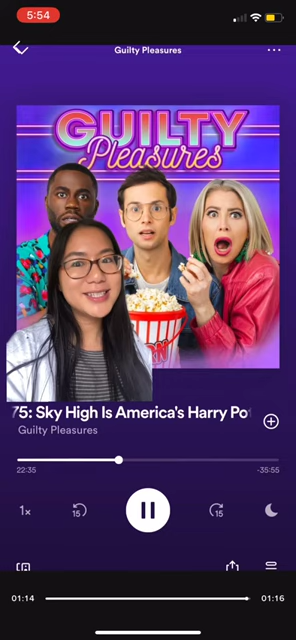 5:54
Guilty Pleasures
GUILTY
Pleasures
75: Sky High Is America's Harry Po
Guilty Pleasures
22:35
-35:55
1x
15
15
01:14
01:16